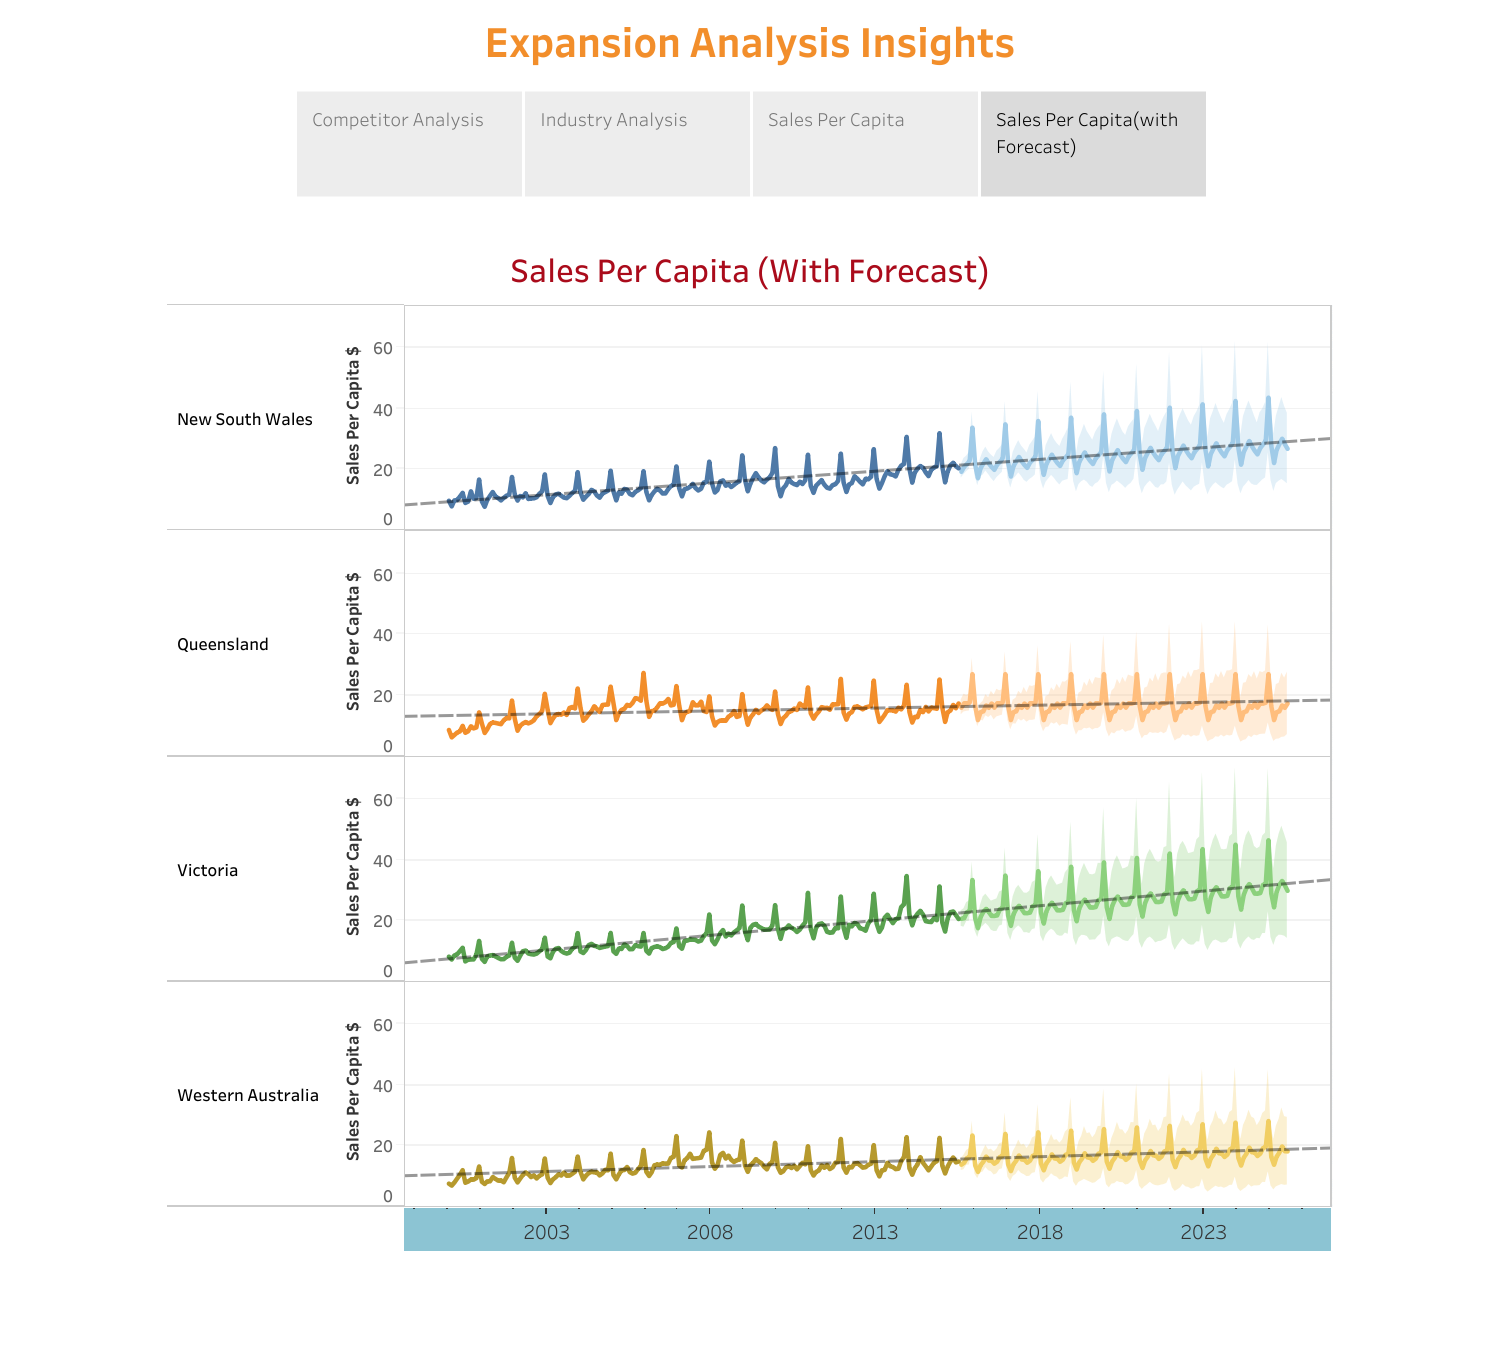 Expansion Analysis Insights
Competitor Analysis
Industry Analysis
Sales Per Capita
Sales Per Capita(with
Forecast)
Sales Per Capita (With Forecast)
New South Wales
Sales Per Capita $
60
40
20
0
Queensland
Sales Per Capita $
60
40
20
0
Victoria
Sales Per Capita $
60
40
20
0
Western Australia
Sales Per Capita $
60
40
20
0
2003
2008
2013
2018
2023